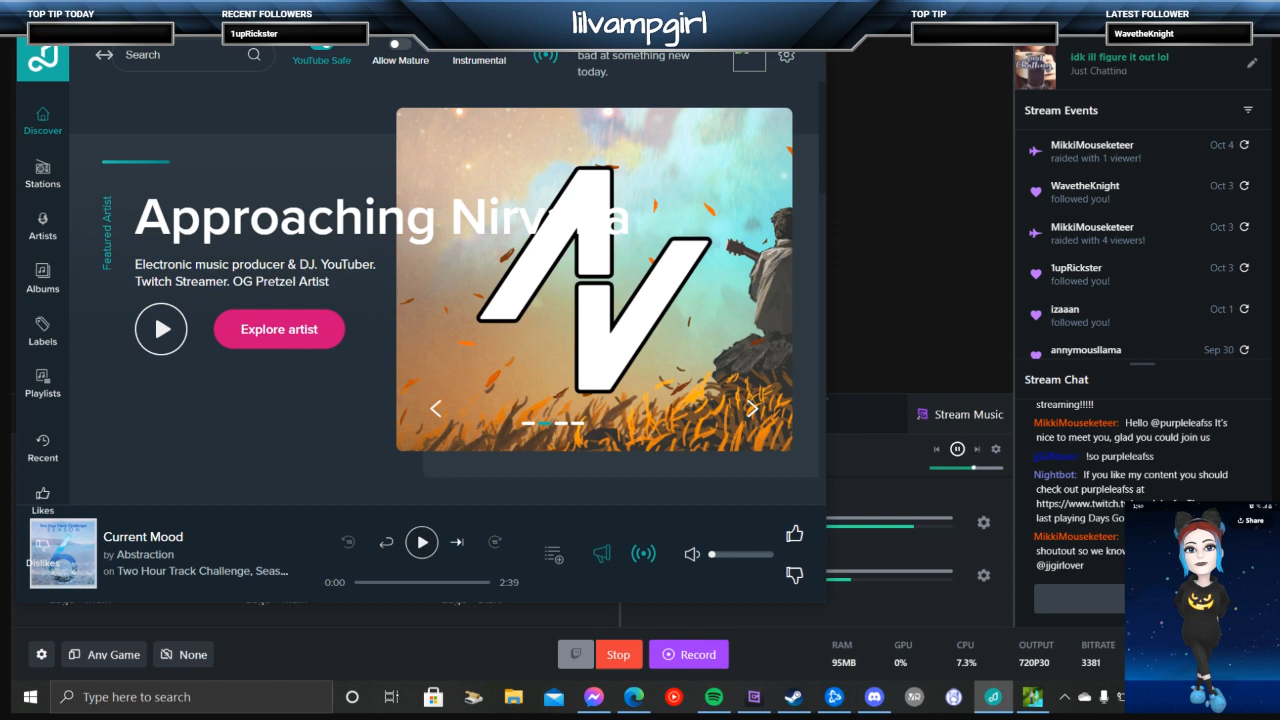 TOP TIP TODAY
RECENT FOLLOWERS
1upRickster
lilvampgirl
TOP TIP
LATEST FOLLOWER
WavetheKnight
Search
YouTube Safe
Allow Mature
Instrumental
bad at something new
today.
idk ill figure it out lol
Just Chatting
Discover
Stations
Artists
Albums
Labels
Playlists
Recent
Likes
Dislikes
Featured Artist
Approaching Nirvana
Electronic music producer & DJ. YouTuber.
Twitch Streamer. OG Pretzel Artist
Explore artist
Stream Events
MikkiMouseketeer Oct 4
raided with 1 viewer!
WavetheKnight Oct 3
followed you!
MikkiMouseketeer Oct 3
raided with 4 viewers!
1upRickster Oct 3
followed you!
izaaan Oct 1
followed you!
annymousllama Sep 30
Stream Chat
streaming!!!!!
MikkiMouseketeer: Hello @purpleleafss It's
nice to meet you, glad you could join us
!so purpleleafss
Nightbot: If you like my content you should
check out purpleleafss at
https://www.twitch.t
last playing Days Go
MikkiMouseketeer:
shoutout so we know
@jjgirlover
Stream Music
Current Mood
by Abstraction
on Two Hour Track Challenge, Seas...
0:00
2:39
Share
Any Game
None
Stop
Record
RAM
95MB
GPU
0%
CPU
7.3%
OUTPUT
720P30
BITRATE
3381
Type here to search